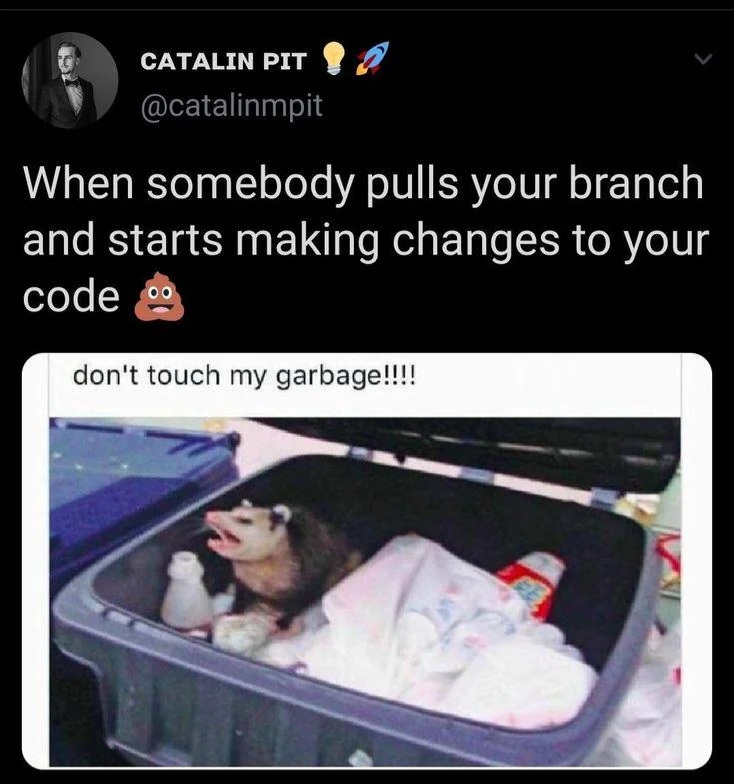 CATALIN PIT 💡🚀
@catalinmpit
When somebody pulls your branch
and starts making changes to your
code 💩
don't touch my garbage!!!!